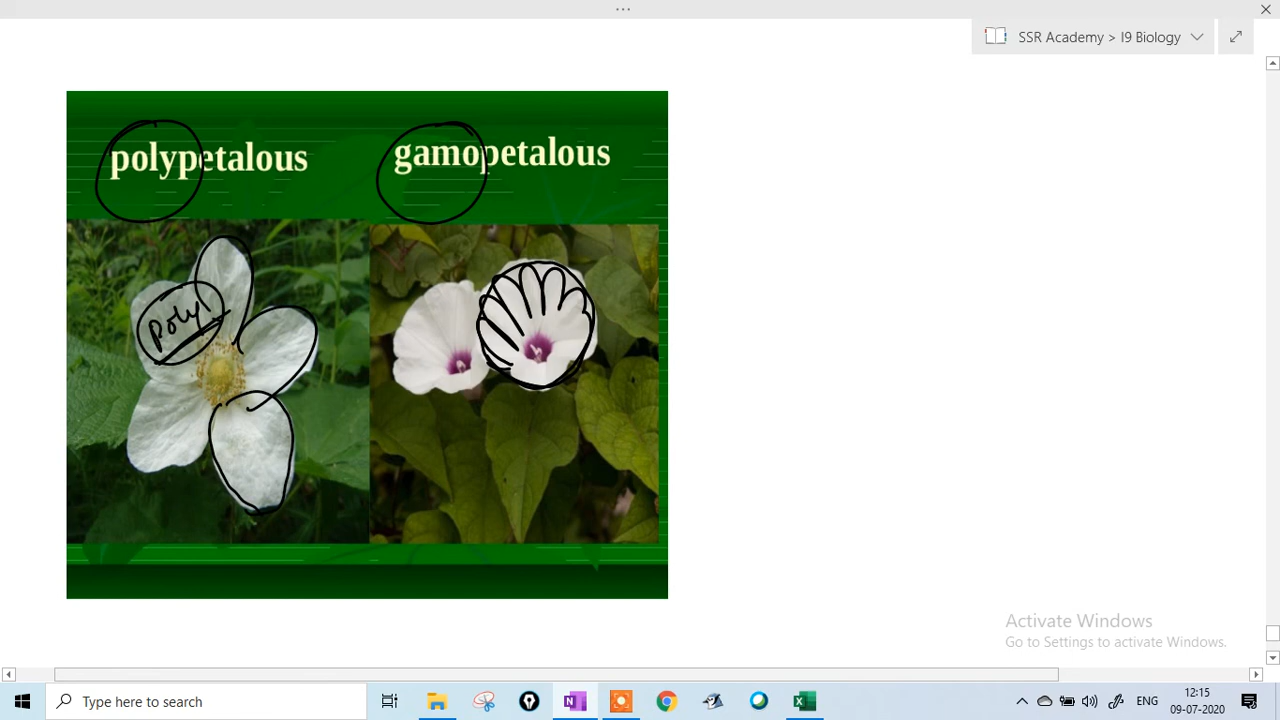 SSR Academy > I9 Biology
polypetalous
gamopetalous
poly
Activate Windows
Go to Settings to activate Windows.
Type here to search
ENG
12:15
09-07-2020